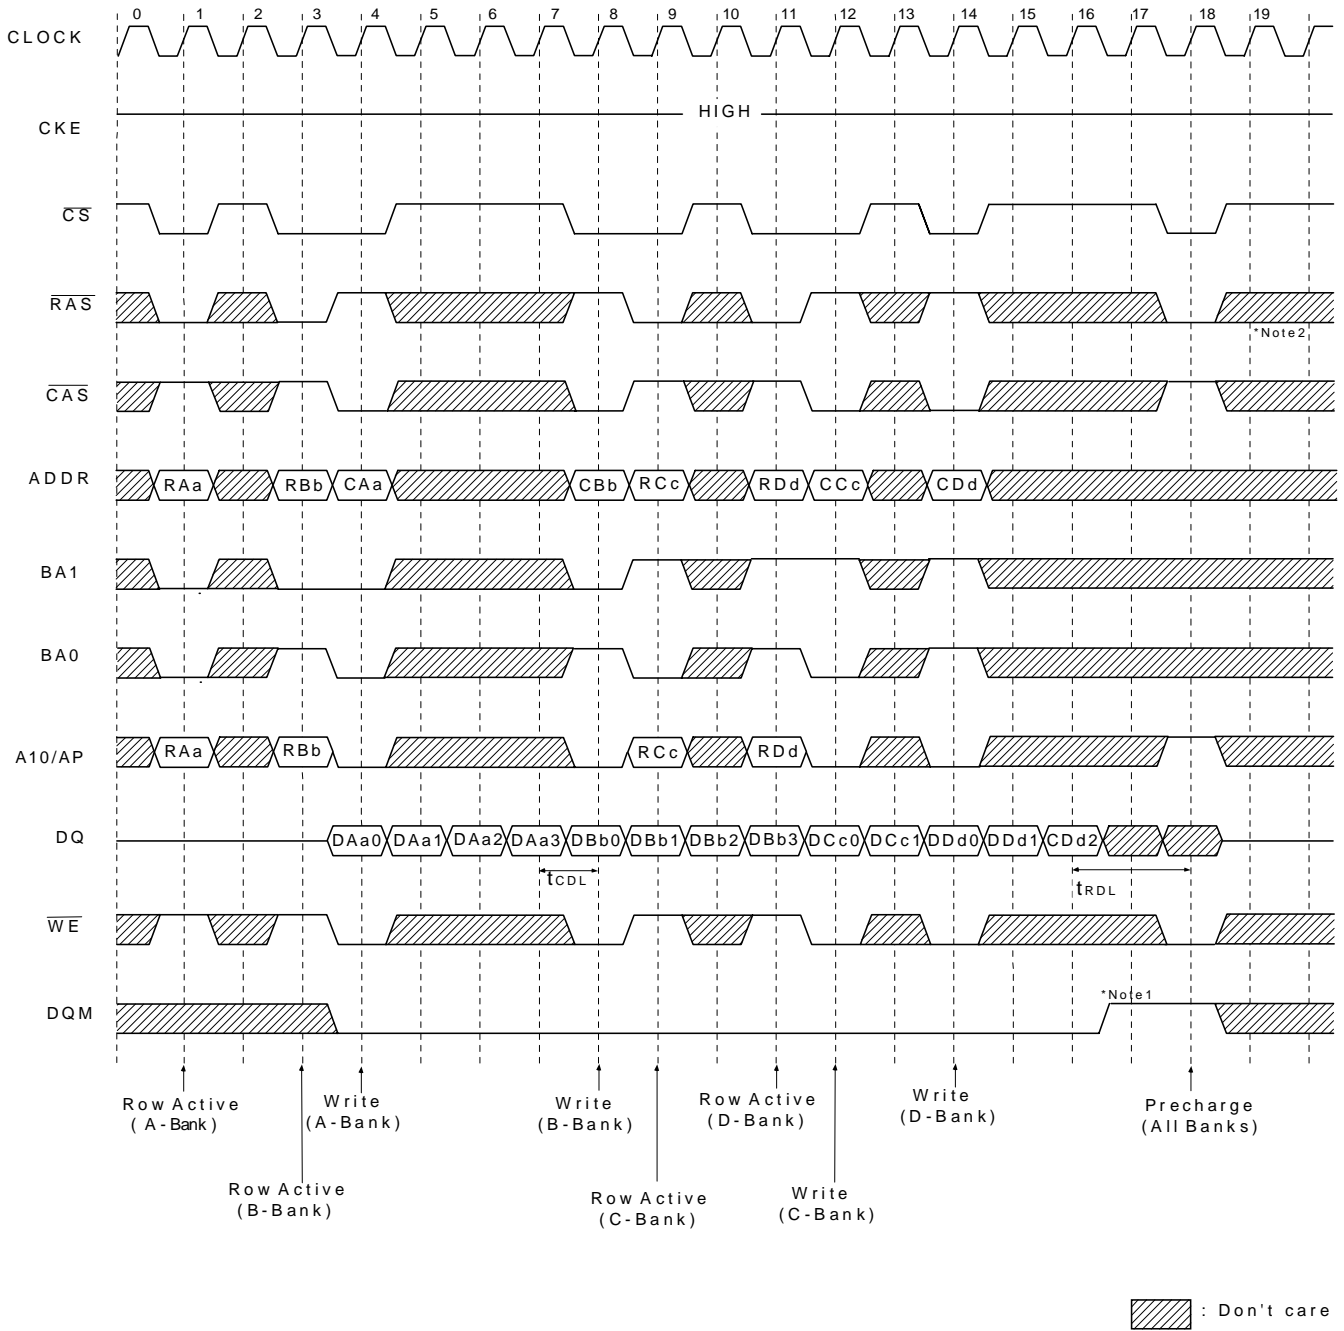 0 1 2 3 4 5 6 7 8 9 10 11 12 13 14 15 16 17 18 19
CLOCK
HIGH
CKE
CS
RAS
*Note2
CAS
ADDR RAa RBb CAa CBb RCc RDd CCc CDd
BA1
BA0
A10/AP RAa RBb RCc RDd
DQ DAa0 DAa1 DAa2 DAa3 DBb0 DBb1 DBb2 DBb3 DCc0 DCc1 DDd0 DDd1 CDd2
tCDL tRDL
WE
*Note1
DQM
Row Active
(A-Bank)
Write
(A-Bank)
Write
(B-Bank)
Row Active
(D-Bank)
Write
(D-Bank)
Precharge
(All Banks)
Row Active
(B-Bank)
Row Active
(C-Bank)
Write
(C-Bank)
: Don't care